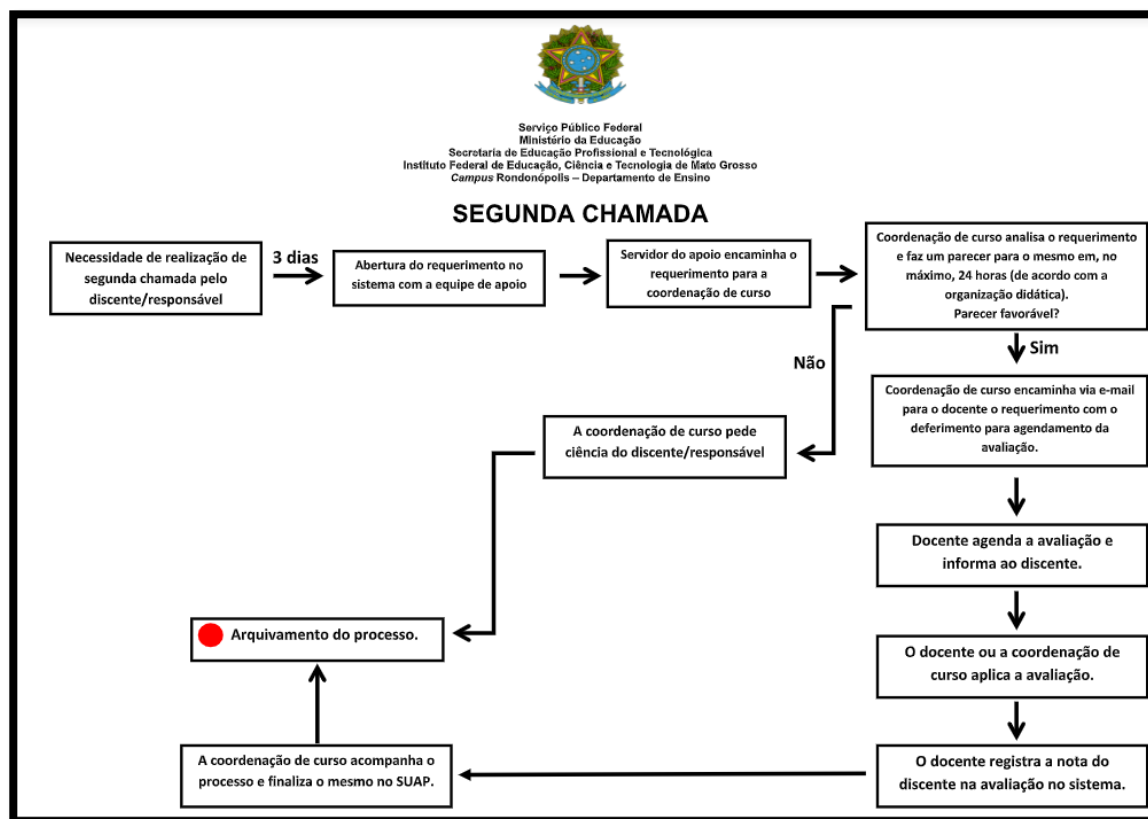 Serviço Público Federal
Ministério da Educação
Secretaria de Educação Profissional e Tecnológica
Instituto Federal de Educação, Ciência e Tecnologia de Mato Grosso
Campus Rondonópolis – Departamento de Ensino
SEGUNDA CHAMADA
Necessidade de realização de
segunda chamada pelo
discente/responsável
3 dias
Abertura do requerimento no
sistema com a equipe de apoio
Servidor do apoio encaminha o
requerimento para a
coordenação de curso
Coordenação de curso analisa o requerimento
e faz um parecer para o mesmo em, no
máximo, 24 horas (de acordo com a
organização didática).
Parecer favorável?
Sim
Não
Coordenação de curso encaminha via e-mail
para o docente o requerimento com o
deferimento para agendamento da
avaliação.
A coordenação de curso pede
ciência do discente/responsável
Docente agenda a avaliação e
informa ao discente.
Arquivamento do processo.
O docente ou a coordenação de
curso aplica a avaliação.
A coordenação de curso acompanha o
processo e finaliza o mesmo no SUAP.
O docente registra a nota do
discente na avaliação no sistema.